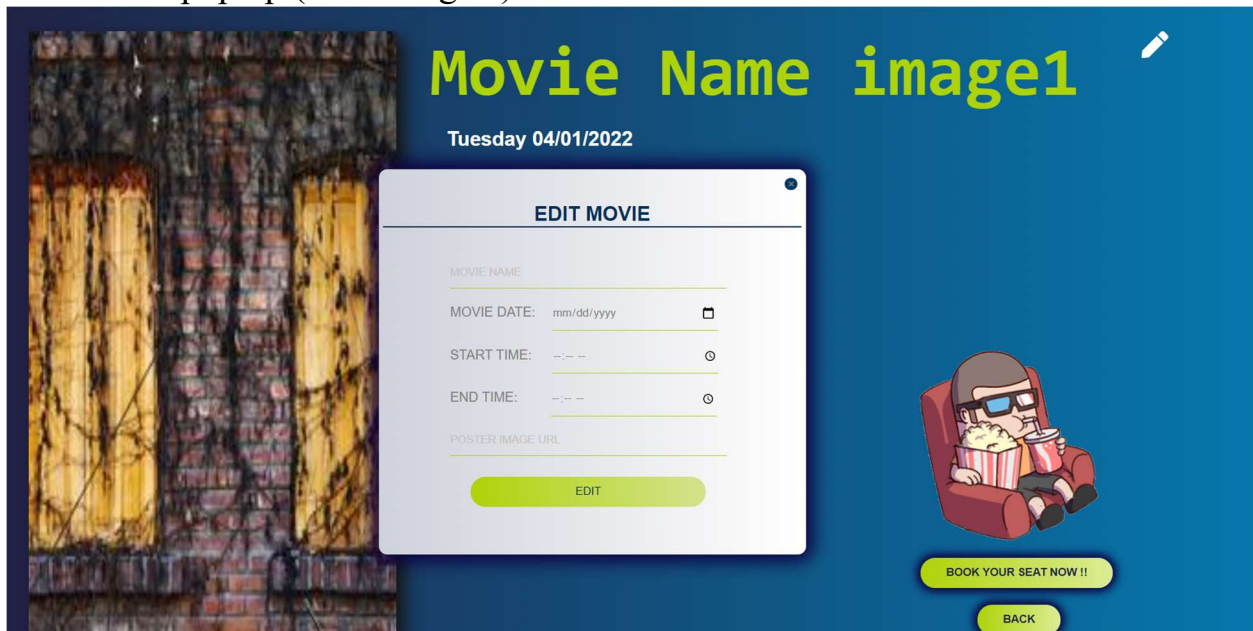 Movie Name image1
Tuesday 04/01/2022
EDIT MOVIE
MOVIE NAME
MOVIE DATE: mm/dd/yyyy
START TIME: --:-- --
END TIME: --:-- --
POSTER IMAGE URL
EDIT
BOOK YOUR SEAT NOW !!
BACK